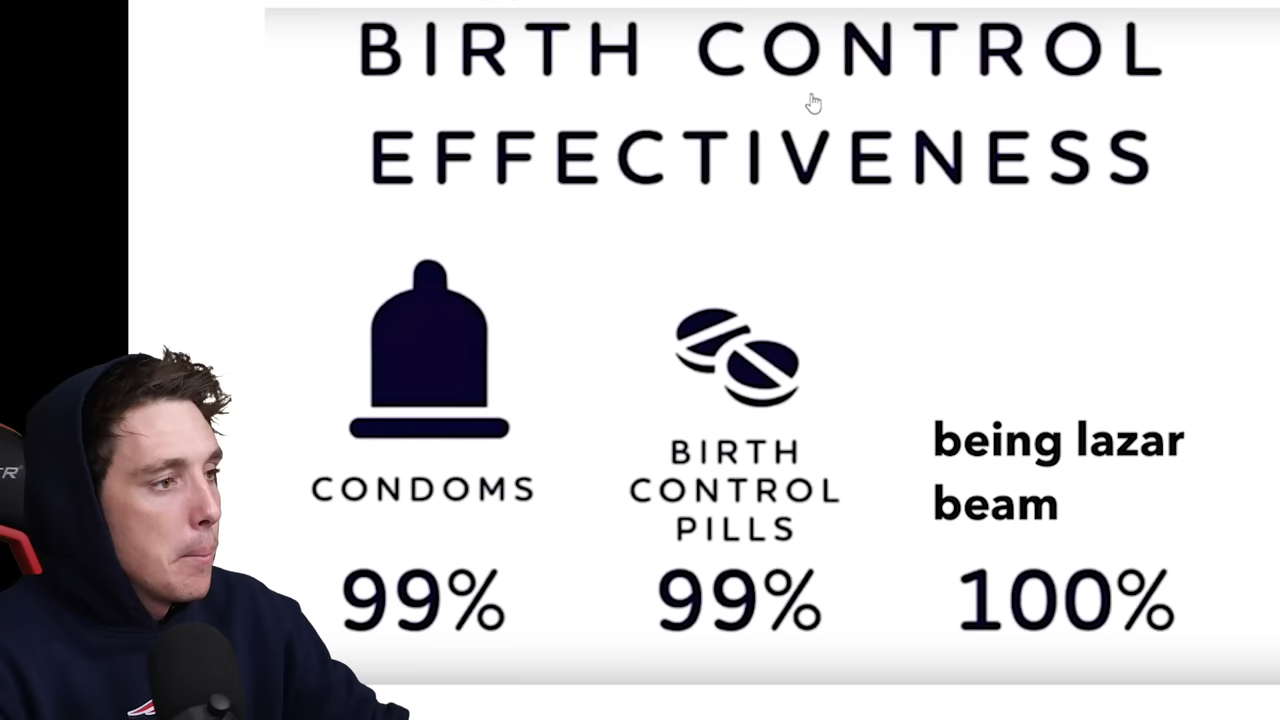 BIRTH CONTROL
EFFECTIVENESS
CONDOMS
99%
BIRTH
CONTROL
PILLS
99%
being lazar
beam
100%